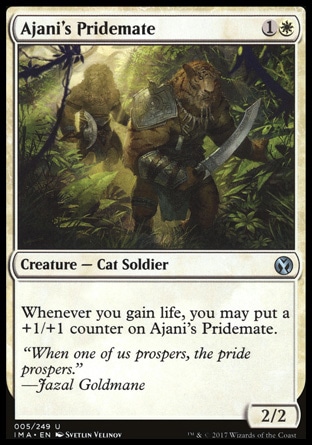 Ajani's Pridemate 1
Creature — Cat Soldier
Whenever you gain life, you may put a
+1/+1 counter on Ajani's Pridemate.
"When one of us prospers, the pride
prospers."
—Jazal Goldmane
2/2
005/249 U
IMA • EN Svetlin Velinov
™ & © 2017 Wizards of the Coast